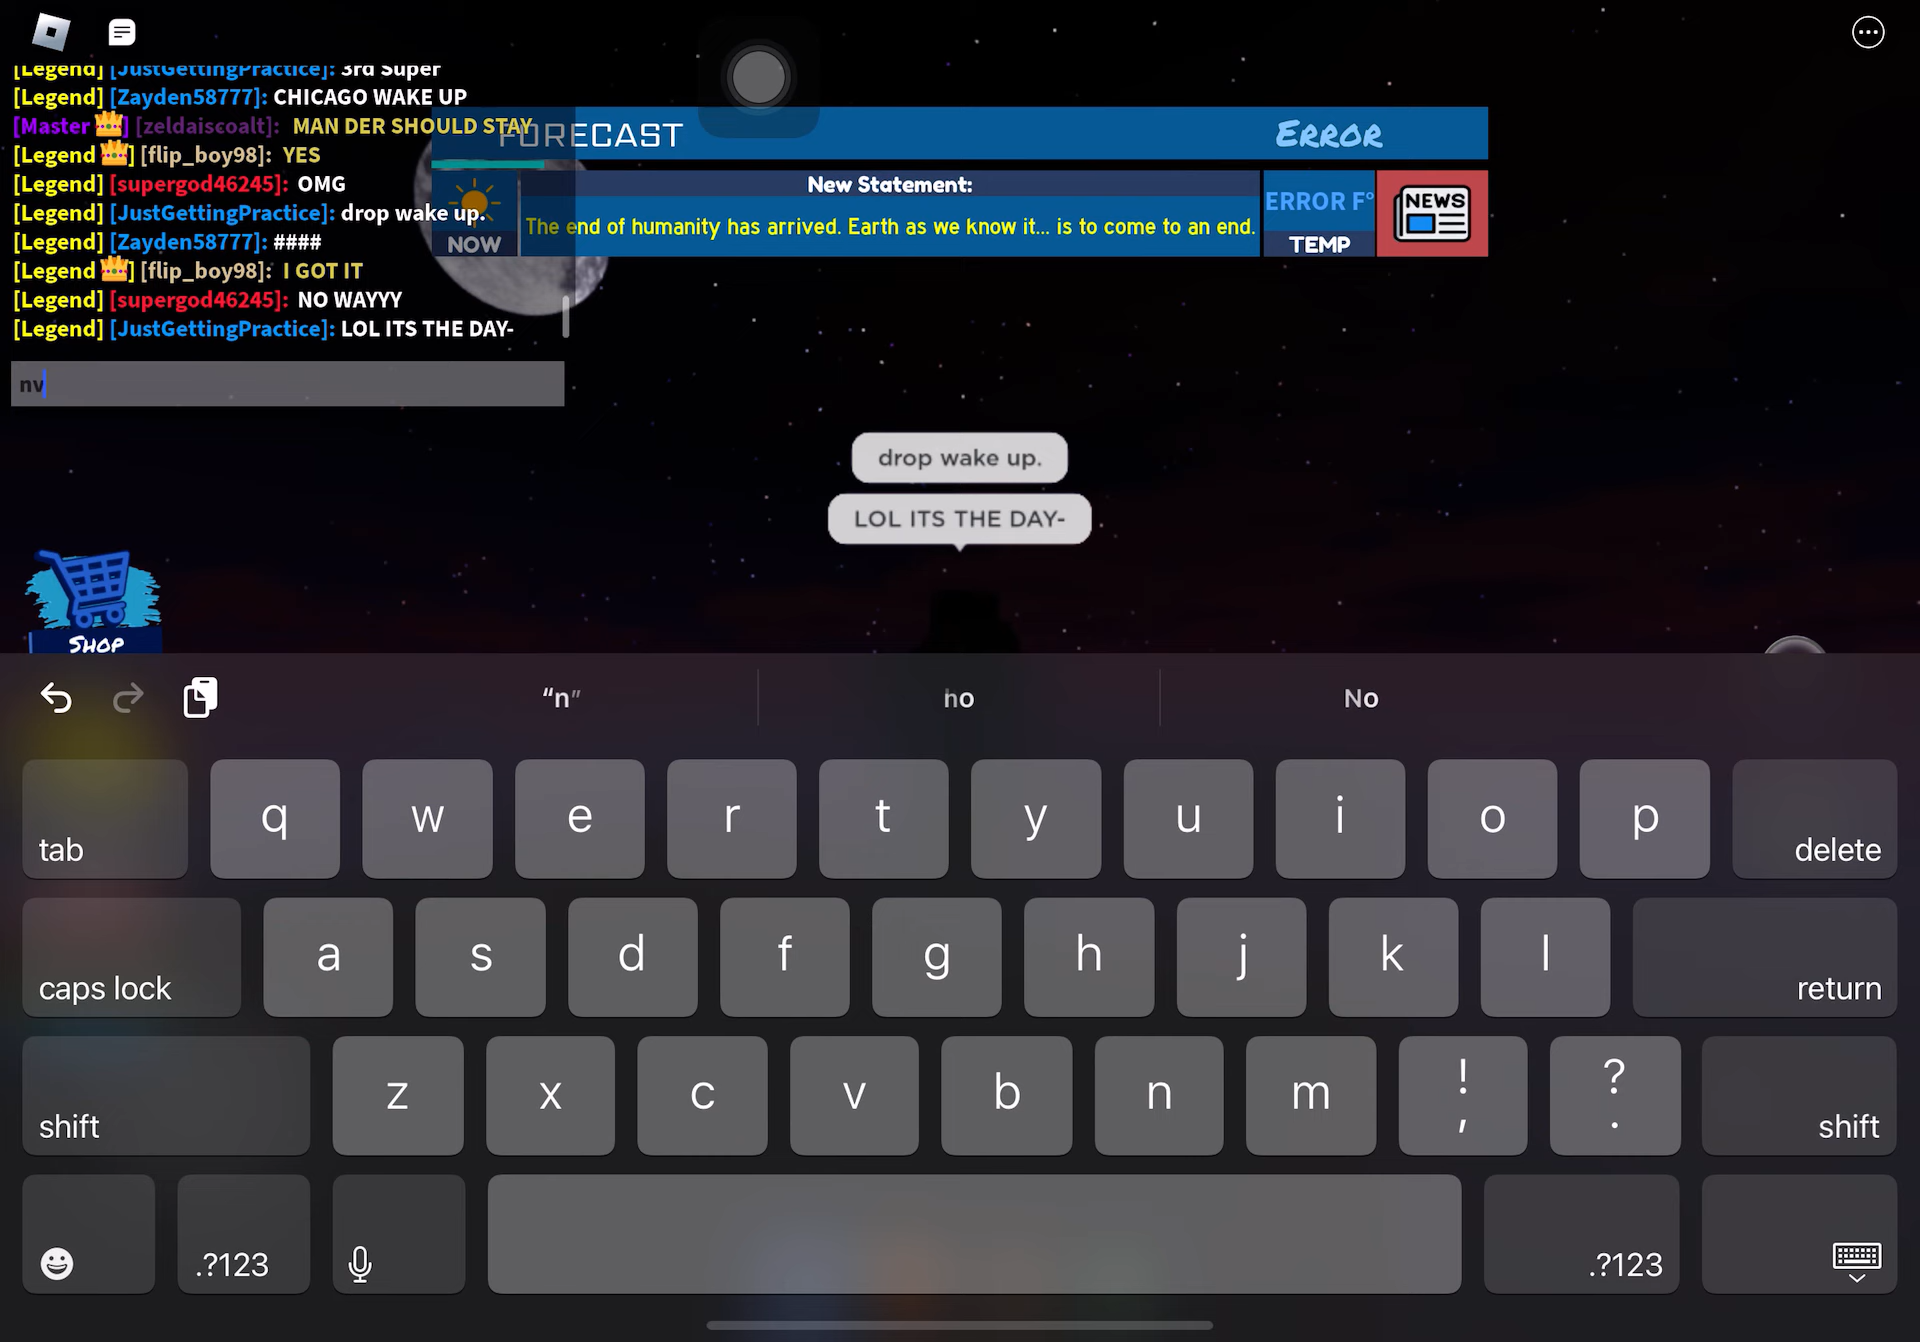 [Legend] [JustGettingPractice]: 3rd Super
[Legend] [Zayden58777]: CHICAGO WAKE UP
[Master 👑] [zeldaiscoalt]: MAN DER SHOULD STAY
[Legend 👑] [flip_boy98]: YES
[Legend] [supergod46245]: OMG
[Legend] [JustGettingPractice]: drop wake up.
[Legend] [Zayden58777]: ####
[Legend 👑] [flip_boy98]: I GOT IT
[Legend] [supergod46245]: NO WAYYY
[Legend] [JustGettingPractice]: LOL ITS THE DAY-
nv
FORECAST
ERROR
NOW
New Statement:
The end of humanity has arrived. Earth as we know it... is to come to an end.
ERROR F°
TEMP
NEWS
drop wake up.
LOL ITS THE DAY-
SHOP
“n” ho No
tab q w e r t y u i o p delete
caps lock a s d f g h j k l return
shift z x c v b n m ! , ? . shift
.?123 .?123